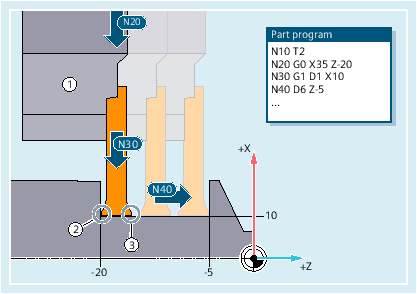 N20
Part program
N10 T2
N20 G0 X35 Z-20
N30 G1 D1 X10
N40 D6 Z-5
...
1
N30
+X
N40
10
2
3
-20
-5
+Z